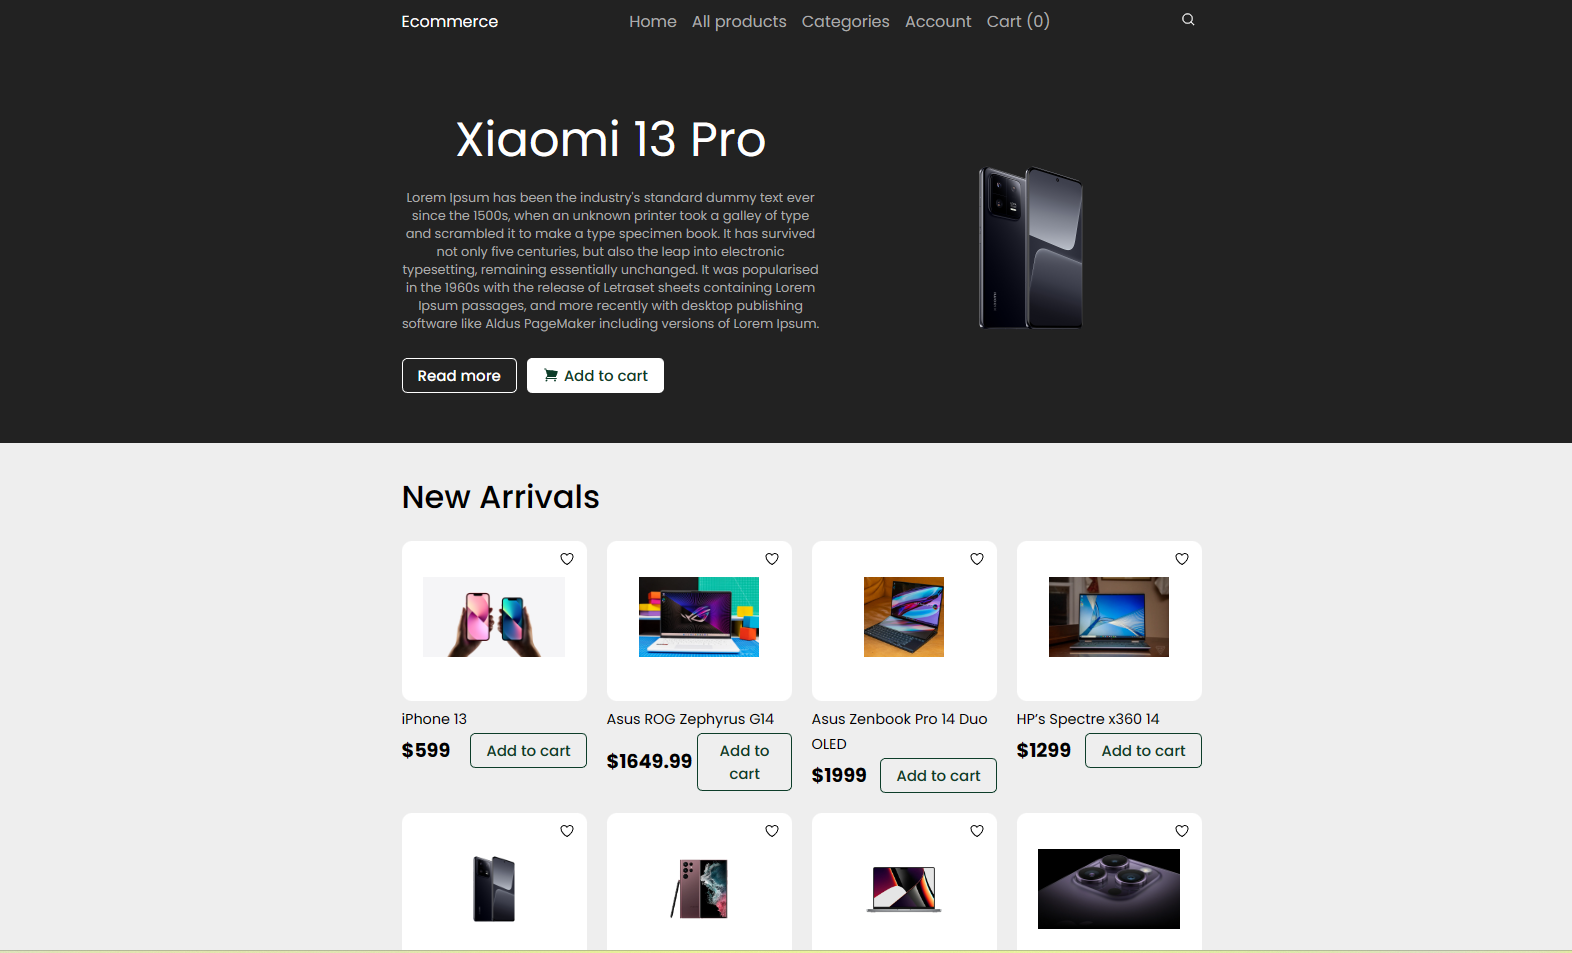 Ecommerce Home All products Categories Account Cart (0)
Xiaomi 13 Pro
Lorem Ipsum has been the industry's standard dummy text ever
since the 1500s, when an unknown printer took a galley of type
and scrambled it to make a type specimen book. It has survived
not only five centuries, but also the leap into electronic
typesetting, remaining essentially unchanged. It was popularised
in the 1960s with the release of Letraset sheets containing Lorem
Ipsum passages, and more recently with desktop publishing
software like Aldus PageMaker including versions of Lorem Ipsum.
Read more Add to cart
New Arrivals
iPhone 13
$599 Add to cart
Asus ROG Zephyrus G14
$1649.99 Add to
cart
Asus Zenbook Pro 14 Duo
OLED
$1999 Add to cart
HP’s Spectre x360 14
$1299 Add to cart